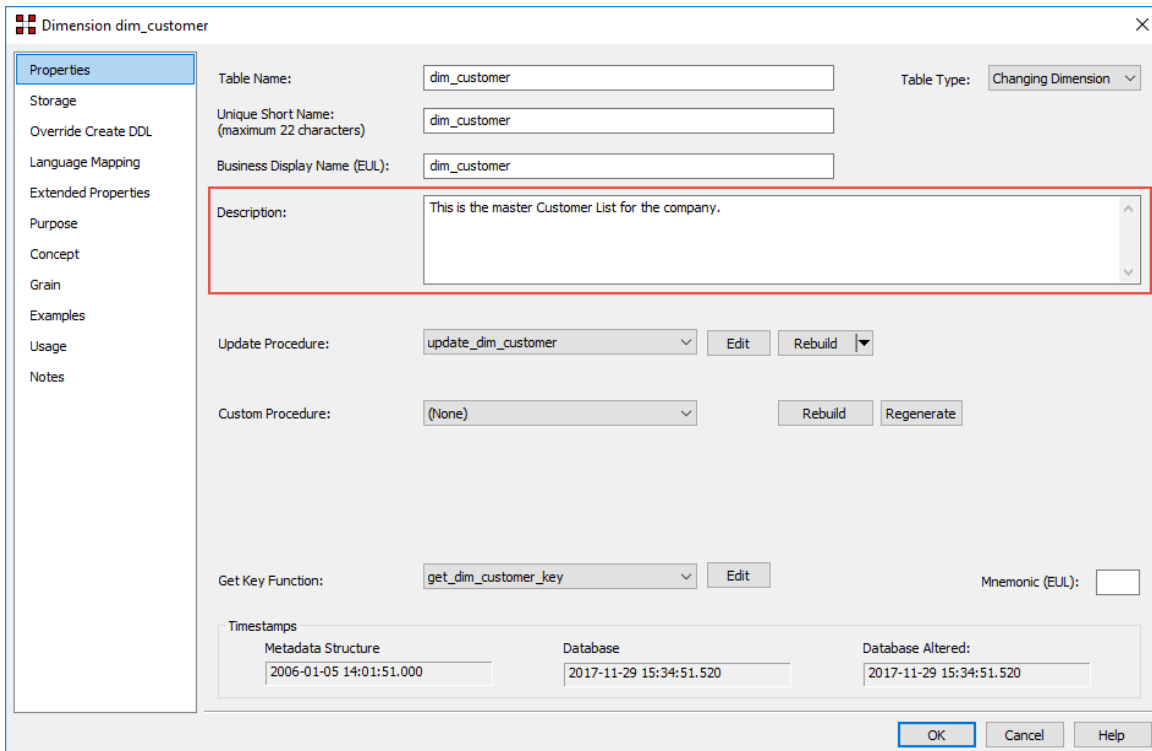 Dimension dim_customer
Properties
Storage
Override Create DDL
Language Mapping
Extended Properties
Purpose
Concept
Grain
Examples
Usage
Notes
Table Name: dim_customer Table Type: Changing Dimension
Unique Short Name:
(maximum 22 characters) dim_customer
Business Display Name (EUL): dim_customer
Description: This is the master Customer List for the company.
Update Procedure: update_dim_customer Edit Rebuild
Custom Procedure: (None) Rebuild Regenerate
Get Key Function: get_dim_customer_key Edit Mnemonic (EUL):
Timestamps
Metadata Structure Database Database Altered:
2006-01-05 14:01:51.000 2017-11-29 15:34:51.520 2017-11-29 15:34:51.520
OK Cancel Help